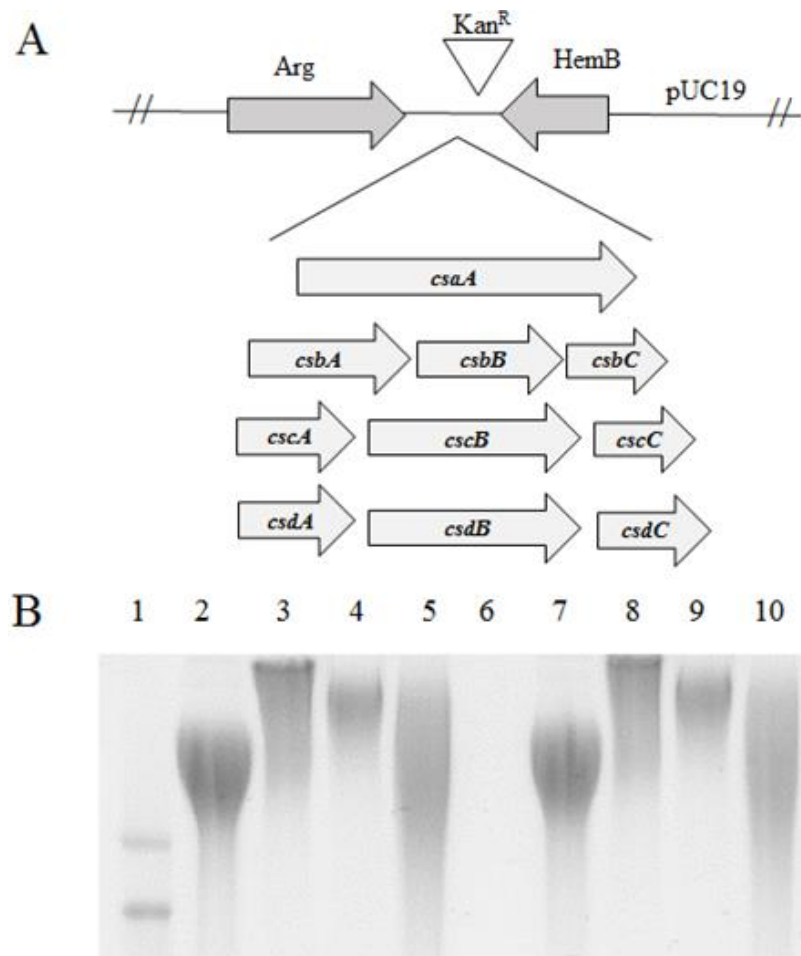 A
Kan^R
Arg
HemB
pUC19
csaA
csbA csbB csbC
cscA cscB cscC
csdA csdB csdC
B
1 2 3 4 5 6 7 8 9 10